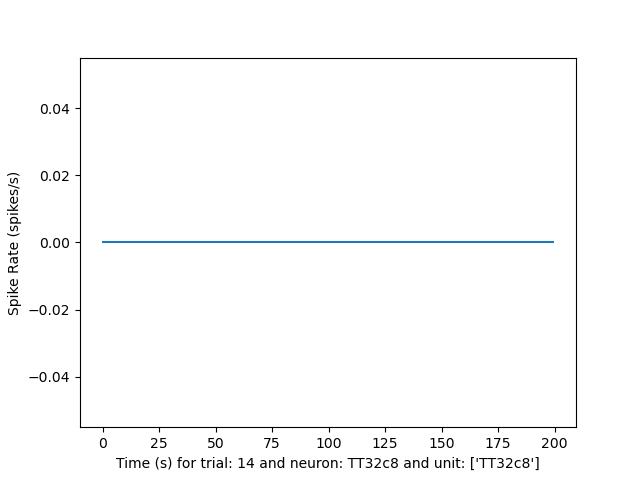 0.04
0.02
0.00
−0.02
−0.04
Spike Rate (spikes/s)
0 25 50 75 100 125 150 175 200
Time (s) for trial: 14 and neuron: TT32c8 and unit: ['TT32c8']